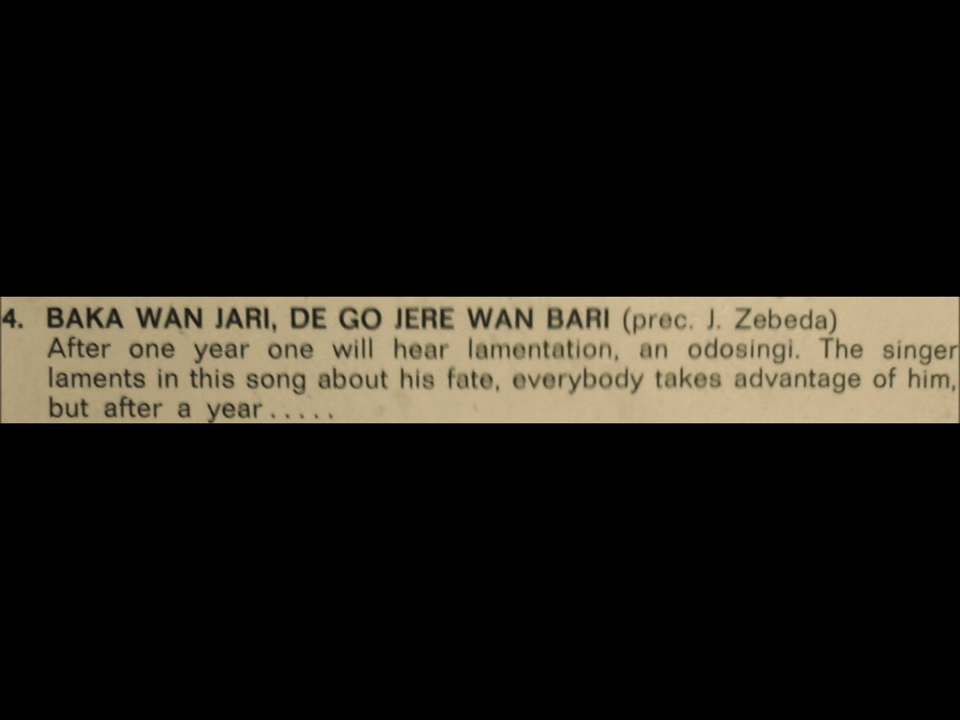 4. BAKA WAN JARI, DE GO JERE WAN BARI (prec. J. Zebeda)
After one year one will hear lamentation, an odosingi. The singer
laments in this song about his fate, everybody takes advantage of him,
but after a year.....